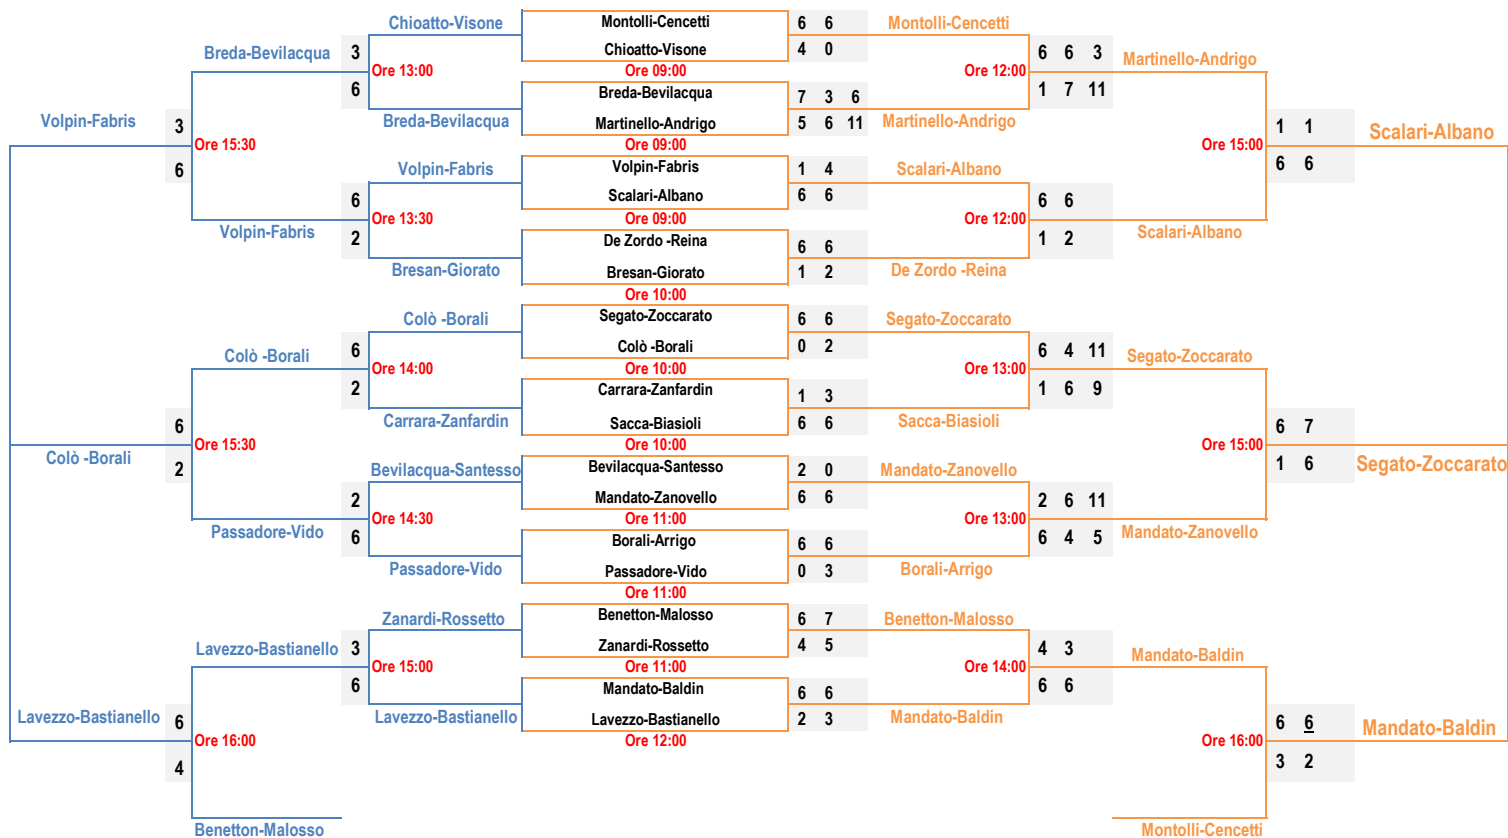 Chioatto-Visone Montolli-Cencetti 6 6 Montolli-Cencetti
Breda-Bevilacqua 3 Chioatto-Visone 4 0 6 6 3 Martinello-Andrigo
Ore 13:00 Ore 09:00 Ore 12:00
6 Breda-Bevilacqua 7 3 6 1 7 11
Volpin-Fabris 3 Breda-Bevilacqua Martinello-Andrigo 5 6 11 Martinello-Andrigo 1 1 Scalari-Albano
Ore 15:30 Ore 09:00 Ore 15:00
6 Volpin-Fabris Volpin-Fabris 1 4 Scalari-Albano 6 6
6 Scalari-Albano 6 6 6 6
Ore 13:30 Ore 09:00 Ore 12:00
Volpin-Fabris 2 De Zordo -Reina 6 6 1 2 Scalari-Albano
Bresan-Giorato Bresan-Giorato 1 2 De Zordo -Reina
Ore 10:00
Colò -Borali Segato-Zoccarato 6 6 Segato-Zoccarato
Colò -Borali 6 Colò -Borali 0 2 6 4 11 Segato-Zoccarato
Ore 14:00 Ore 10:00 Ore 13:00
2 Carrara-Zanfardin 1 3 1 6 9
6 Carrara-Zanfardin Sacca-Biasioli 6 6 Sacca-Biasioli 6 7
Ore 15:30 Ore 10:00 Ore 15:00
Colò -Borali 2 Bevilacqua-Santesso Bevilacqua-Santesso 2 0 Mandato-Zanovello 1 6 Segato-Zoccarato
2 Mandato-Zanovello 6 6 2 6 11
Ore 14:30 Ore 11:00 Ore 13:00
Passadore-Vido 6 Borali-Arrigo 6 6 6 4 5 Mandato-Zanovello
Passadore-Vido Passadore-Vido 0 3 Borali-Arrigo
Ore 11:00
Zanardi-Rossetto Benetton-Malosso 6 7 Benetton-Malosso
Lavezzo-Bastianello 3 Zanardi-Rossetto 4 5 4 3 Mandato-Baldin
Ore 15:00 Ore 11:00 Ore 14:00
6 Mandato-Baldin 6 6 6 6
Lavezzo-Bastianello 6 Lavezzo-Bastianello Lavezzo-Bastianello 2 3 Mandato-Baldin 6 6 Mandato-Baldin
Ore 16:00 Ore 12:00 Ore 16:00
4 3 2
Benetton-Malosso Montolli-Cencetti